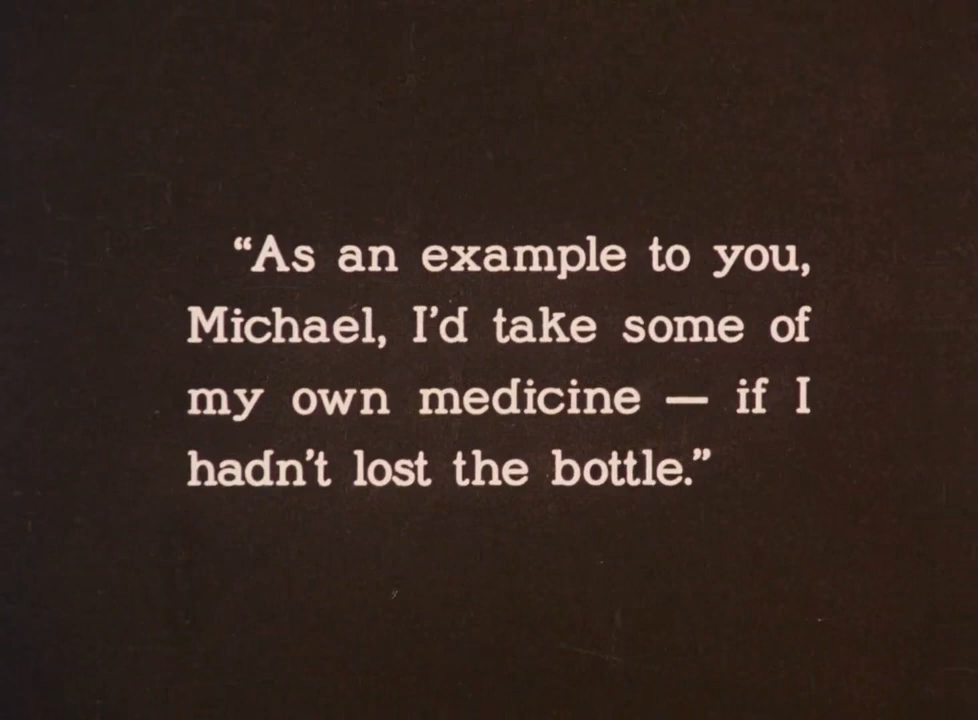 “As an example to you,
Michael, I’d take some of
my own medicine — if I
hadn’t lost the bottle.”